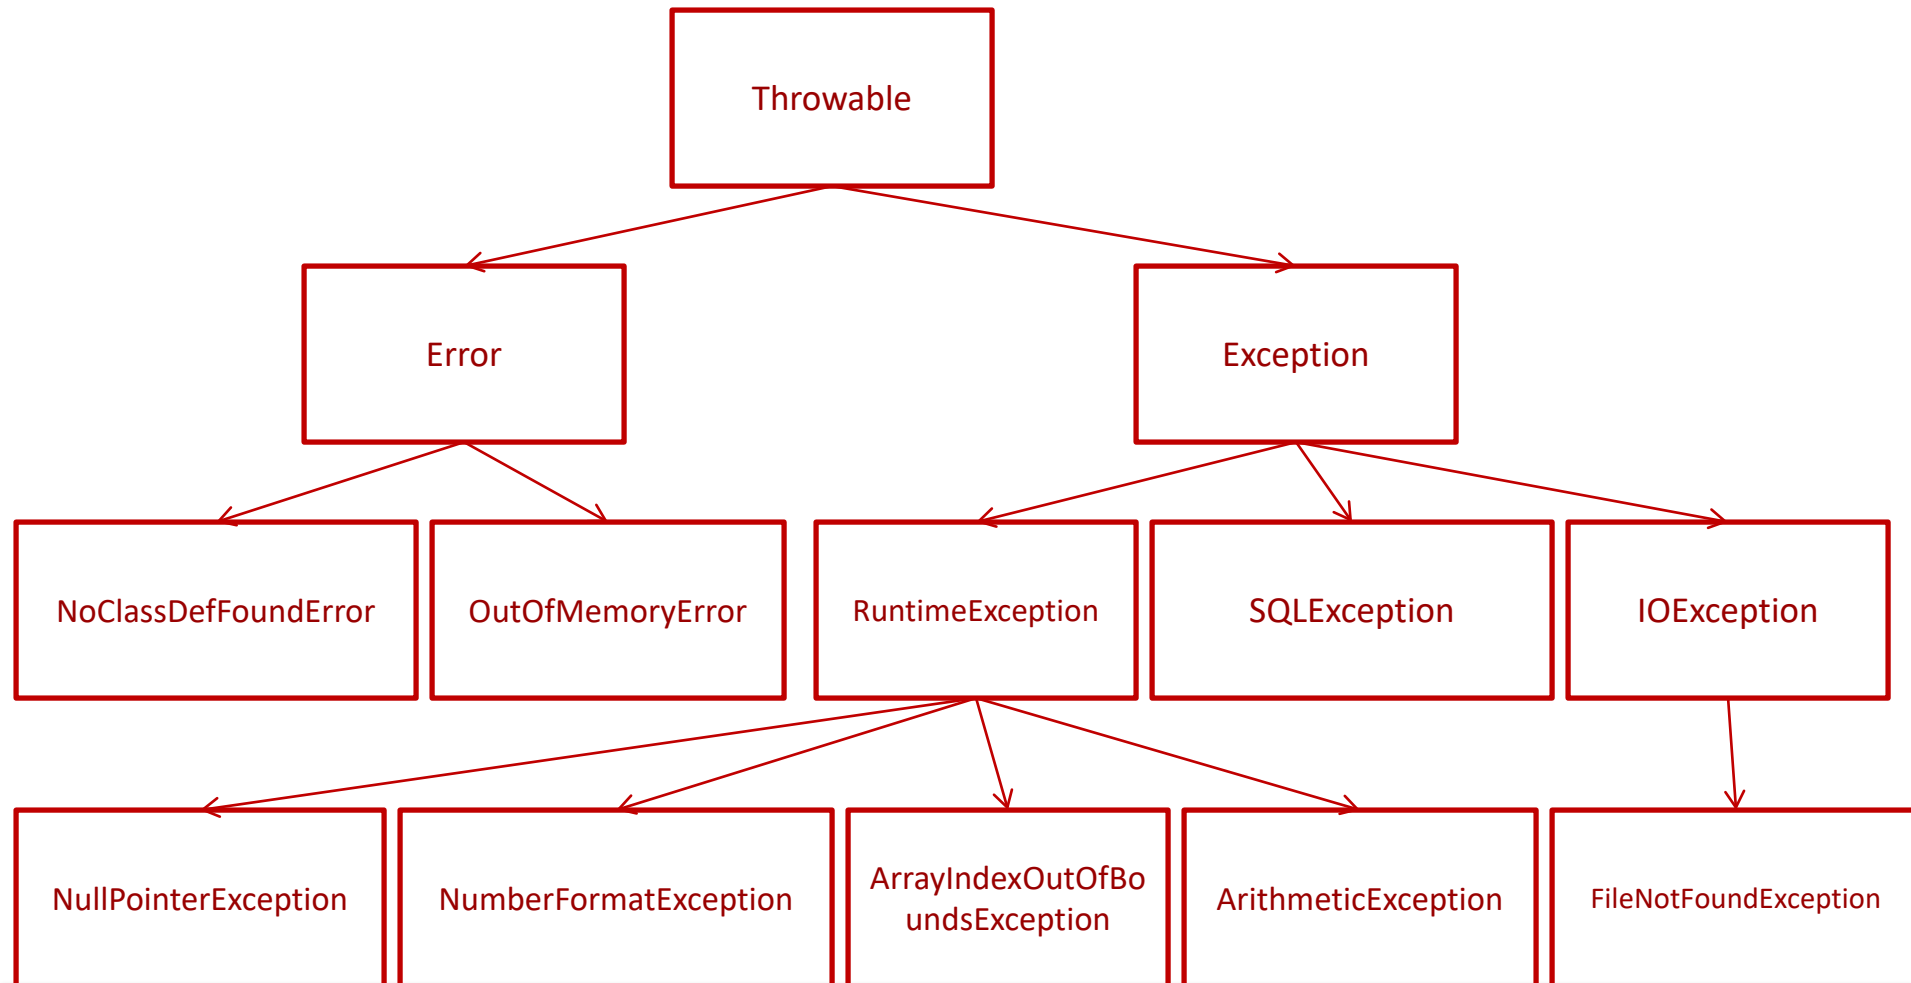 Throwable
Error
Exception
NoClassDefFoundError
OutOfMemoryError
RuntimeException
SQLException
IOException
NullPointerException
NumberFormatException
ArrayIndexOutOfBo
undsException
ArithmeticException
FileNotFoundException